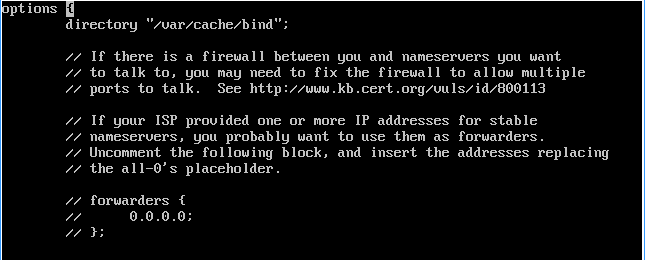 options {
directory "/var/cache/bind";
// If there is a firewall between you and nameservers you want
// to talk to, you may need to fix the firewall to allow multiple
// ports to talk.  See http://www.kb.cert.org/vuls/id/800113
// If your ISP provided one or more IP addresses for stable
// nameservers, you probably want to use them as forwarders.
// Uncomment the following block, and insert the addresses replacing
// the all-0's placeholder.
// forwarders {
//      0.0.0.0;
// };